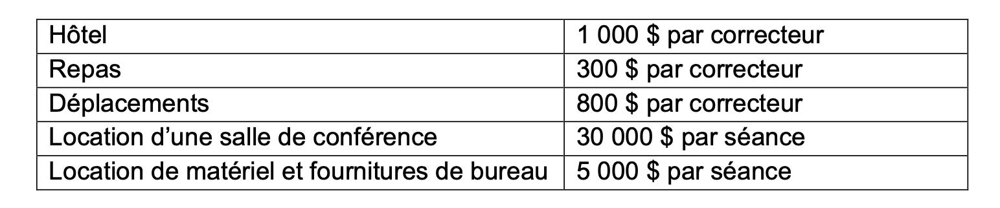 Hôtel 1 000 $ par correcteur
Repas 300 $ par correcteur
Déplacements 800 $ par correcteur
Location d’une salle de conférence 30 000 $ par séance
Location de matériel et fournitures de bureau 5 000 $ par séance